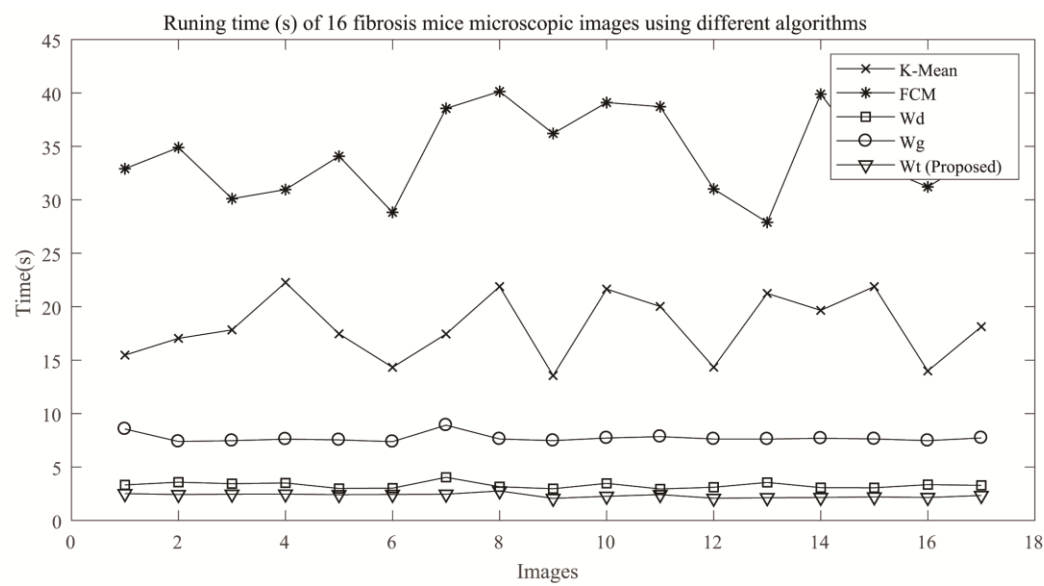 Runing time (s) of 16 fibrosis mice microscopic images using different algorithms
45
40
35
30
25
20
15
10
5
0
Time(s)
K-Mean
FCM
Wd
Wg
Wt (Proposed)
0
2
4
6
8
10
12
14
16
18
Images